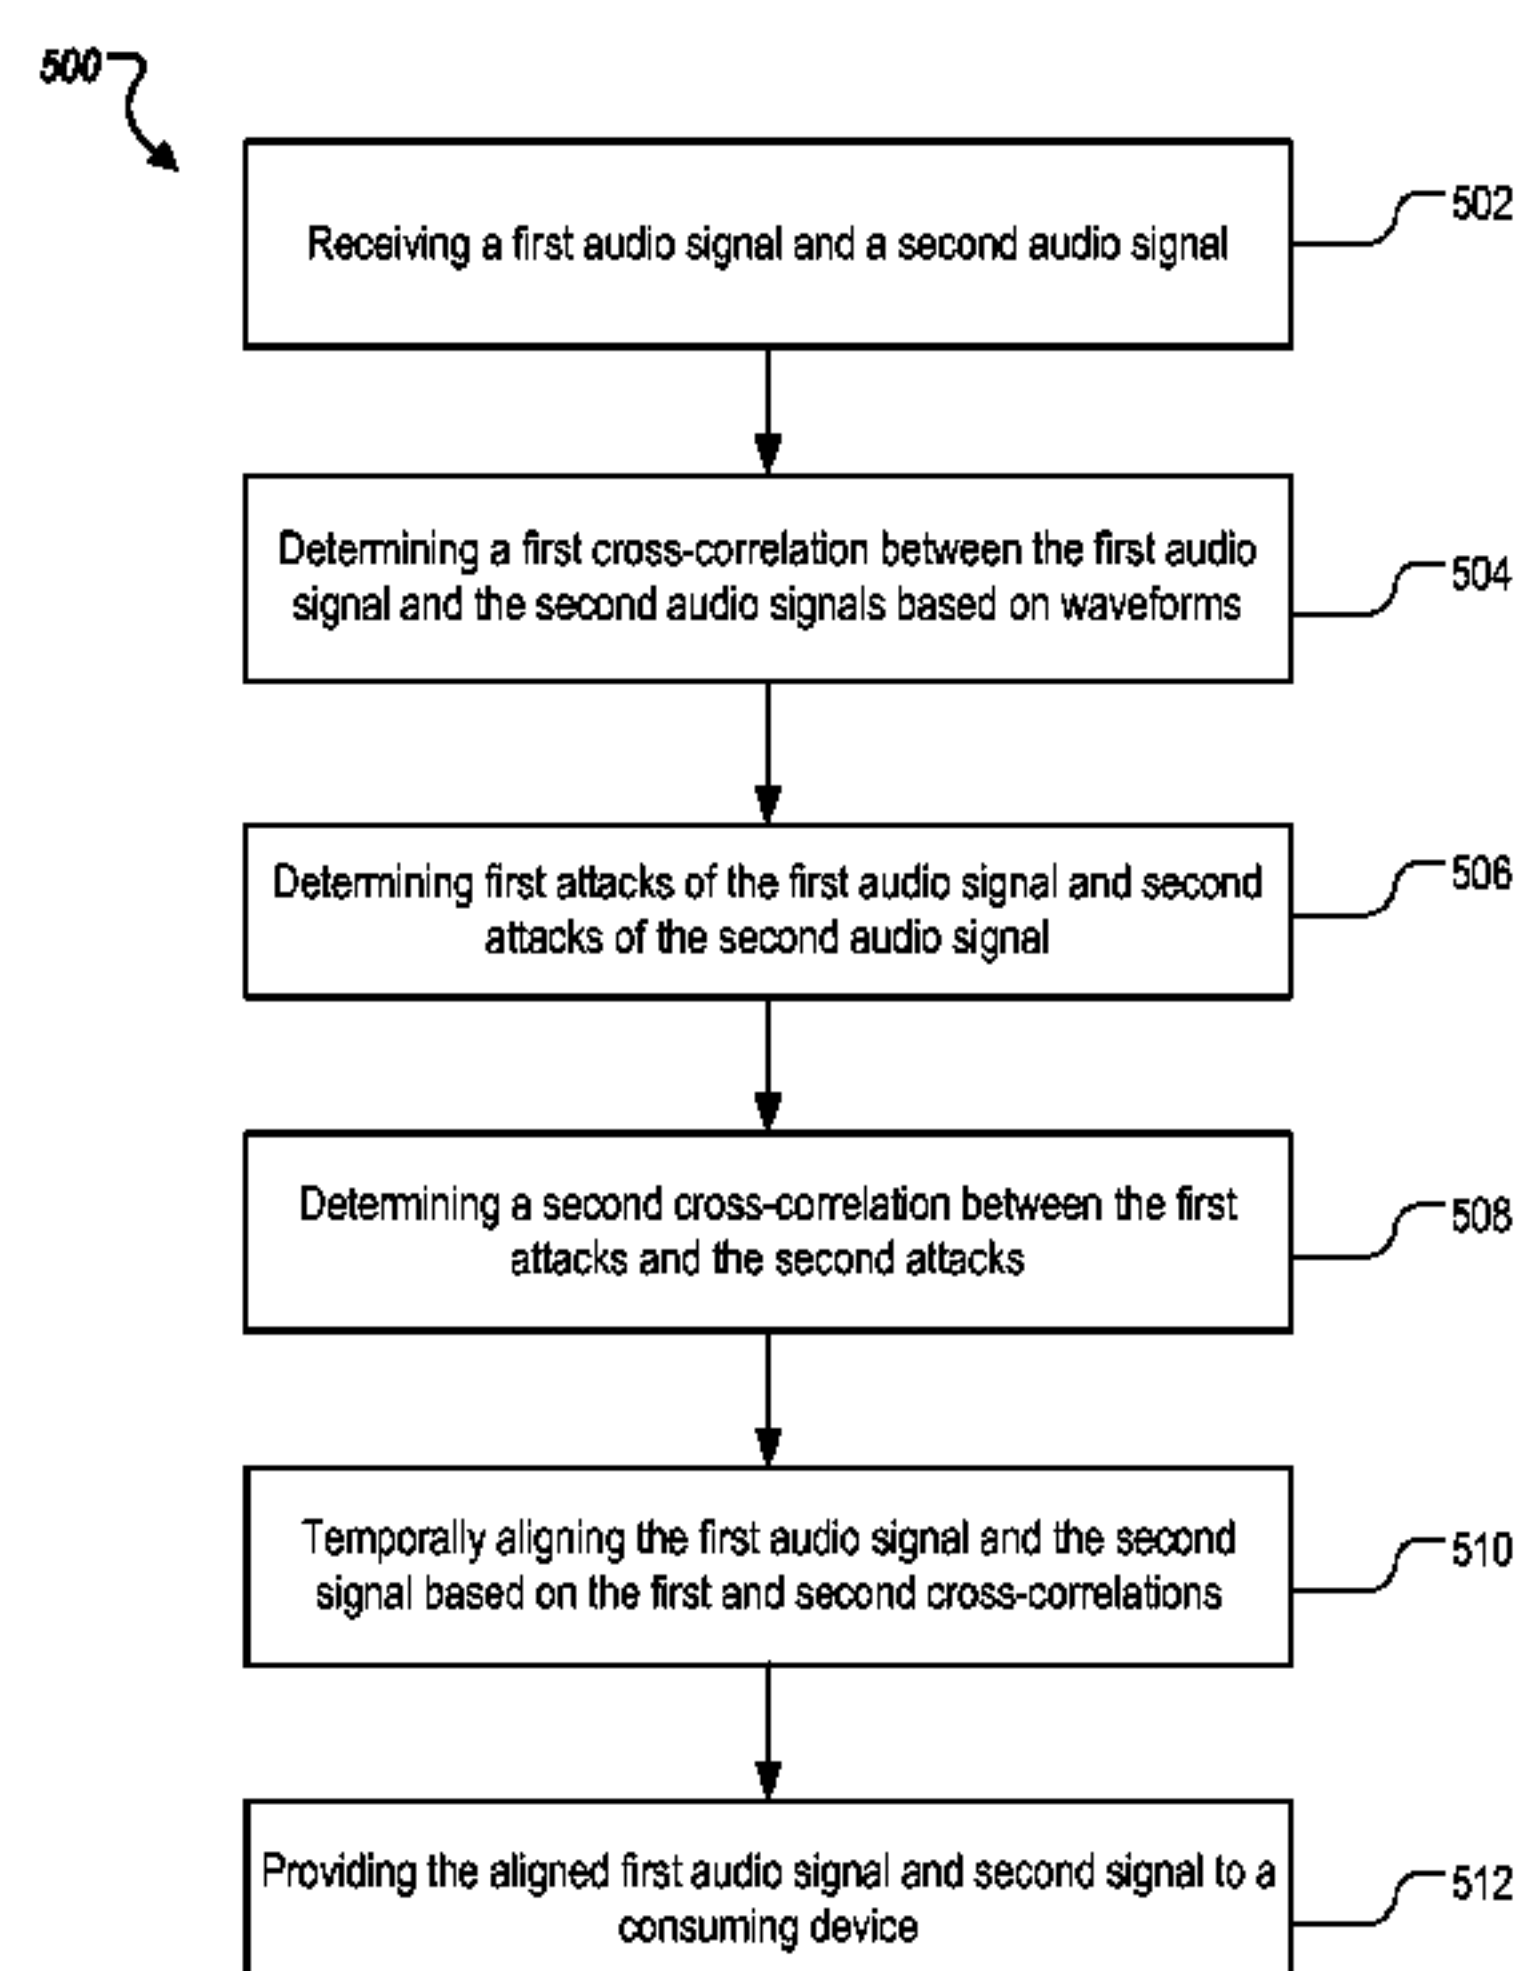 500
Receiving a first audio signal and a second audio signal
502
Determining a first cross-correlation between the first audio
signal and the second audio signals based on waveforms
504
Determining first attacks of the first audio signal and second
attacks of the second audio signal
506
Determining a second cross-correlation between the first
attacks and the second attacks
508
Temporally aligning the first audio signal and the second
signal based on the first and second cross-correlations
510
Providing the aligned first audio signal and second signal to a
consuming device
512